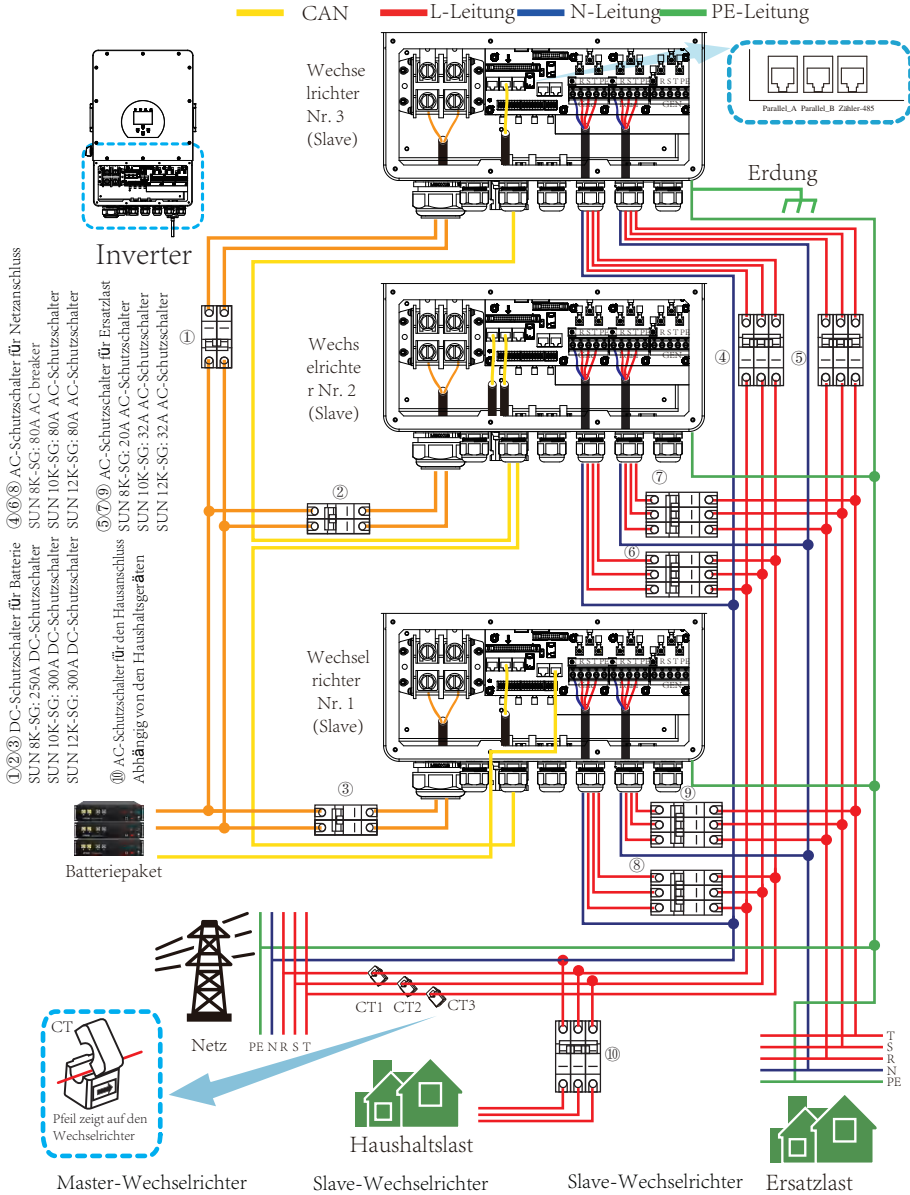 CAN L-Leitung N-Leitung PE-Leitung
Wechse
lrichter
Nr. 3
(Slave)
R S T PE
Parallel_A Parallel_B Zähler-485
Erdung
Inverter
①②③ DC-Schutzschalter für Batterie
SUN 8K-SG: 250A DC-Schutzschalter
SUN 10K-SG: 300A DC-Schutzschalter
SUN 12K-SG: 300A DC-Schutzschalter
④⑥⑧ AC-Schutzschalter für Netzanschluss
SUN 8K-SG: 80A AC breaker
SUN 10K-SG: 80A AC-Schutzschalter
SUN 12K-SG: 80A AC-Schutzschalter
⑤⑦⑨ AC-Schutzschalter für Ersatzlast
SUN 8K-SG: 20A AC-Schutzschalter
SUN 10K-SG: 32A AC-Schutzschalter
SUN 12K-SG: 32A AC-Schutzschalter
⑩ AC-Schutzschalter für den Hausanschluss
Abhängig von den Haushaltsgeräten
①
Wechs
elrichte
r Nr. 2
(Slave)
R S T PE
④
⑤
②
⑦
⑥
Wechsel
richter
Nr. 1
(Slave)
R S T PE
③
⑨
⑧
Batteriepaket
CT1 CT2 CT3
Netz
PE N R S T
⑩
T
S
R
N
PE
CT
Pfeil zeigt auf den
Wechselrichter
Haushaltslast
Master-Wechselrichter
Slave-Wechselrichter
Slave-Wechselrichter
Ersatzlast